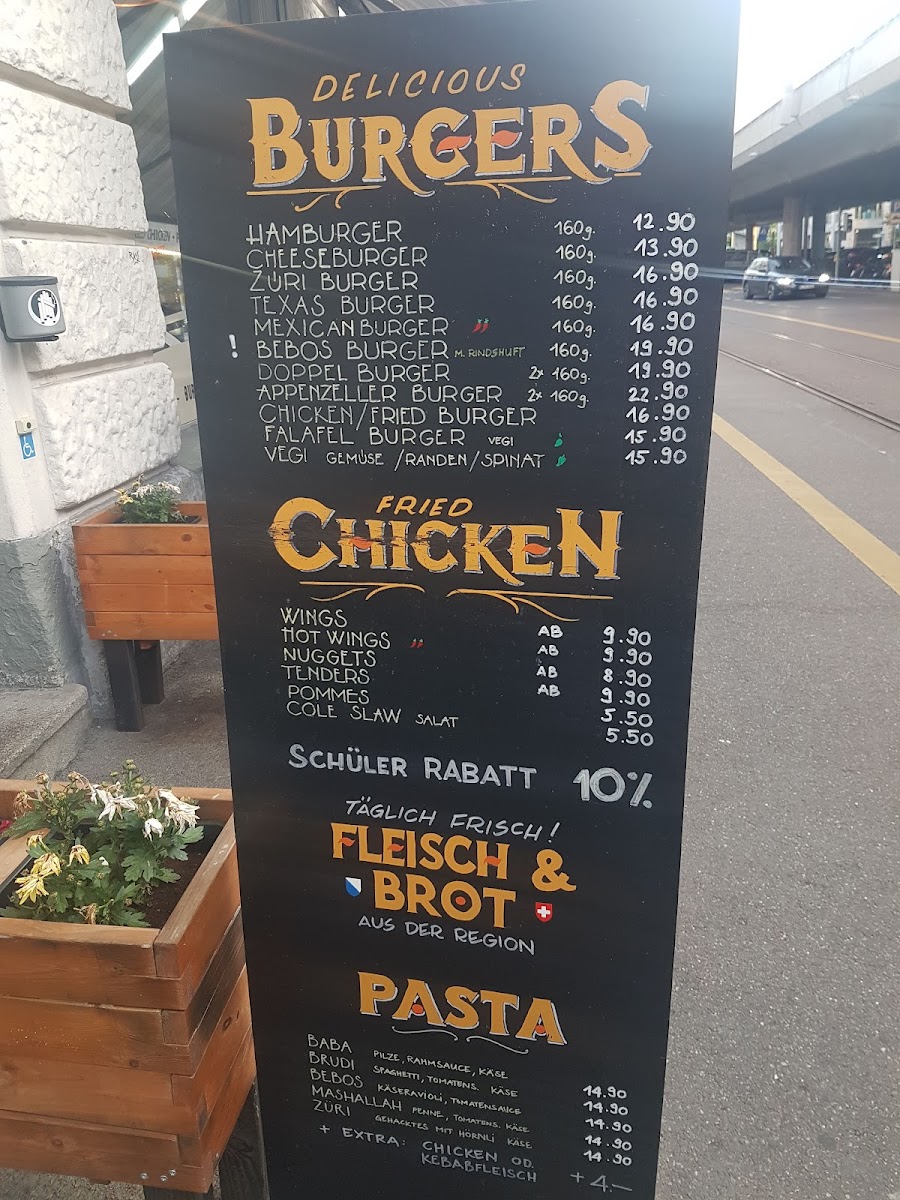 DELICIOUS
BURGERS
HAMBURGER 160g. 12.90
CHEESEBURGER 160g. 13.90
ZÜRI BURGER 160g. 16.90
TEXAS BURGER 160g. 16.90
MEXICAN BURGER 160g. 16.90
! BEBOS BURGER M. RINDSHUFT 160g. 19.90
DOPPEL BURGER 2x 160g. 19.90
APPENZELLER BURGER 2x 160g. 22.90
CHICKEN/FRIED BURGER 16.90
FALAFEL BURGER VEGI 15.90
VEGI GEMÜSE/RANDEN/SPINAT 15.90
FRIED
CHICKEN
WINGS AB 9.90
HOT WINGS AB 9.90
NUGGETS AB 8.90
TENDERS AB 9.90
POMMES 5.50
COLE SLAW SALAT 5.50
SCHÜLER RABATT 10%
TÄGLICH FRISCH!
FLEISCH &
BROT
AUS DER REGION
PASTA
BABA PILZE, RAHMSAUCE, KÄSE 14.90
BRUDI SPAGHETTI, TOMATENS. KÄSE 14.90
BEBOS KÄSERAVIOLI, TOMATENSAUCE 14.90
MASHALLAH PENNE, TOMATENS. KÄSE 14.90
ZÜRI GEHACKTES MIT HÖRNLI KÄSE 14.90
+ EXTRA: CHICKEN OD.
KEBABFLEISCH +4.—